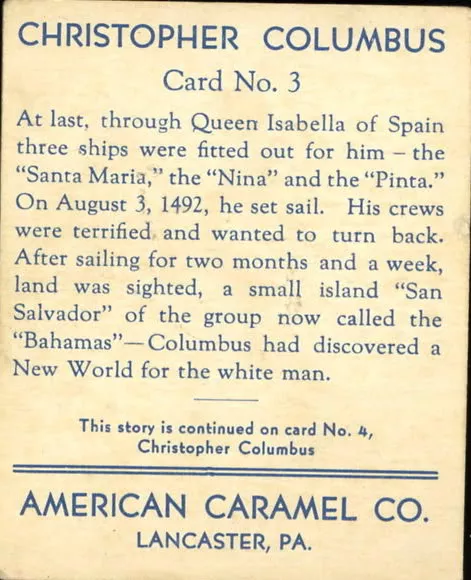 CHRISTOPHER COLUMBUS
Card No. 3
At last, through Queen Isabella of Spain
three ships were fitted out for him – the
“Santa Maria,” the “Nina” and the “Pinta.”
On August 3, 1492, he set sail. His crews
were terrified and wanted to turn back.
After sailing for two months and a week,
land was sighted, a small island “San
Salvador” of the group now called the
“Bahamas”—Columbus had discovered a
New World for the white man.
This story is continued on card No. 4,
Christopher Columbus
AMERICAN CARAMEL CO.
LANCASTER, PA.